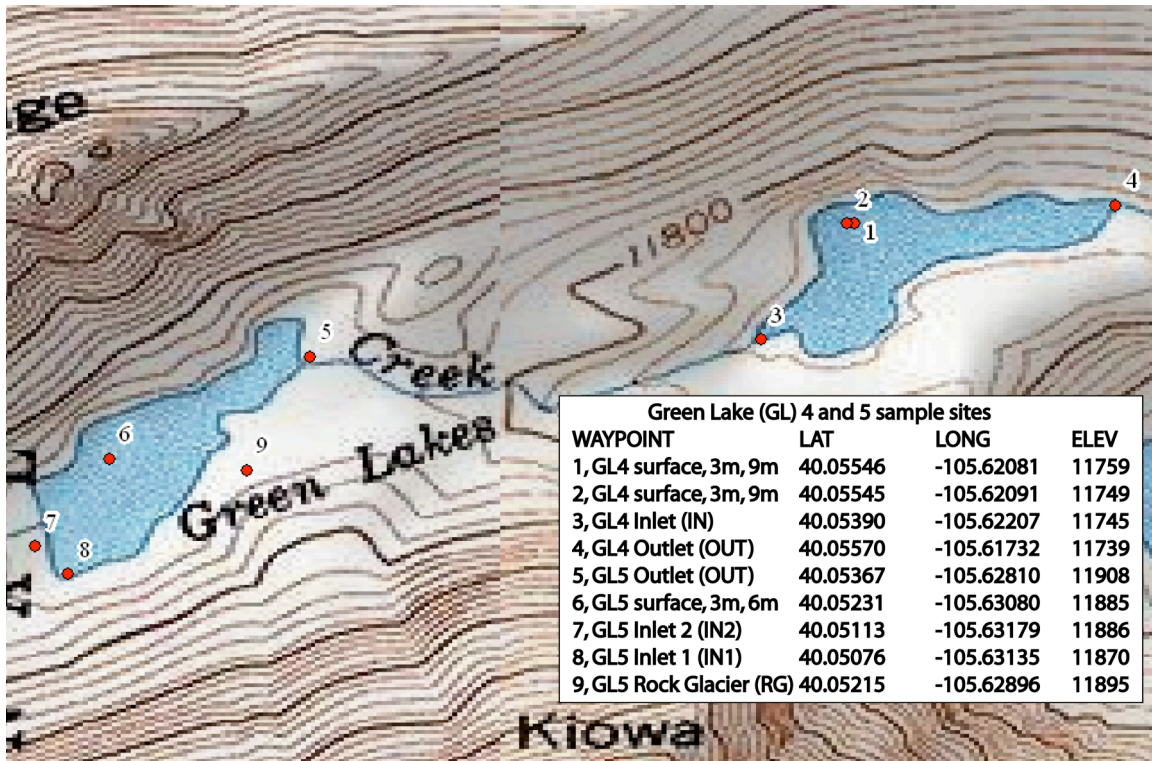 ge
11800
2
1
4
3
5
Creek
6
9
Green Lakes
7
8
Green Lake (GL) 4 and 5 sample sites
WAYPOINT LAT LONG ELEV
1, GL4 surface, 3m, 9m 40.05546 -105.62081 11759
2, GL4 surface, 3m, 9m 40.05545 -105.62091 11749
3, GL4 Inlet (IN) 40.05390 -105.62207 11745
4, GL4 Outlet (OUT) 40.05570 -105.61732 11739
5, GL5 Outlet (OUT) 40.05367 -105.62810 11908
6, GL5 surface, 3m, 6m 40.05231 -105.63080 11885
7, GL5 Inlet 2 (IN2) 40.05113 -105.63179 11886
8, GL5 Inlet 1 (IN1) 40.05076 -105.63135 11870
9, GL5 Rock Glacier (RG) 40.05215 -105.62896 11895
Kiowa